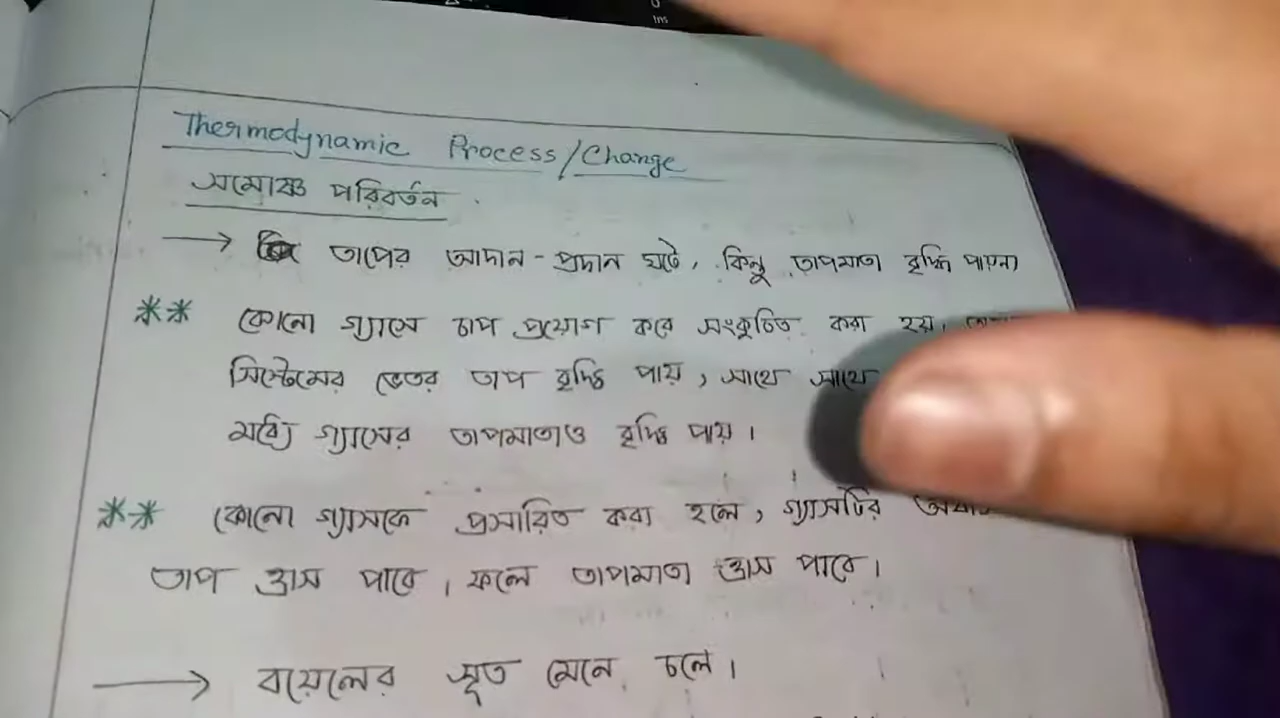 Ins
Thermodynamic Process/Change
সমোষ্ণ পরিবর্তন
→ তাপের আদান-প্রদান ঘটে, কিন্তু তাপমাত্রা বৃদ্ধি পায়না
** কোনো গ্যাসে চাপ প্রয়োগ করে সংকুচিত করা হয়,
সিস্টেমের ভেতর তাপ বৃদ্ধি পায়, সাথে সাথে
মধ্যে গ্যাসের তাপমাত্রাও বৃদ্ধি পায়।
** কোনো গ্যাসকে প্রসারিত করা হলে, গ্যাসটির
তাপ হ্রাস পাবে। ফলে তাপমাত্রা হ্রাস পাবে।
→ বয়েলের সূত্র মেনে চলে।